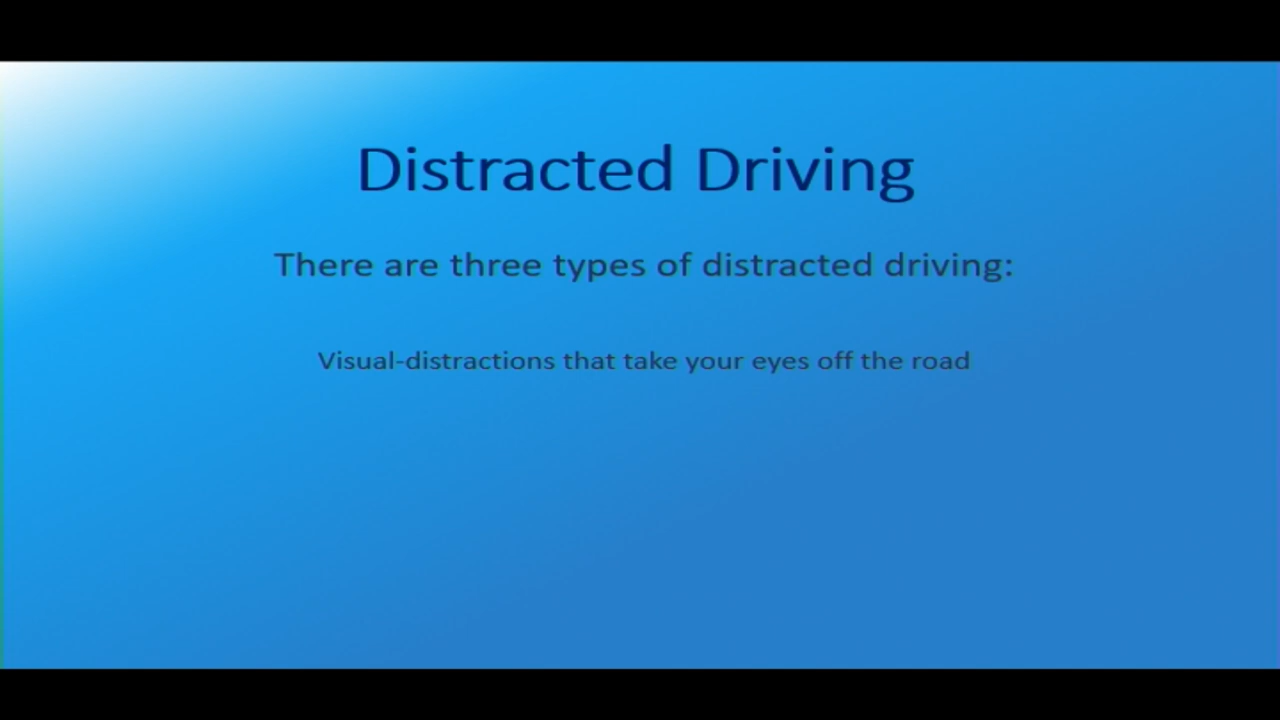 Distracted Driving
There are three types of distracted driving:
Visual-distractions that take your eyes off the road